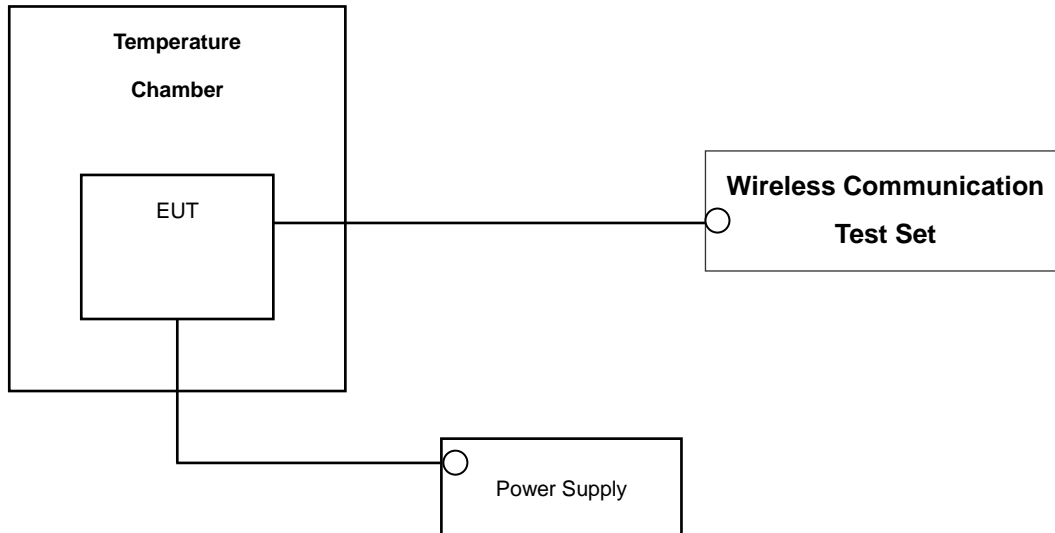 Temperature
Chamber
EUT
Wireless Communication
Test Set
Power Supply